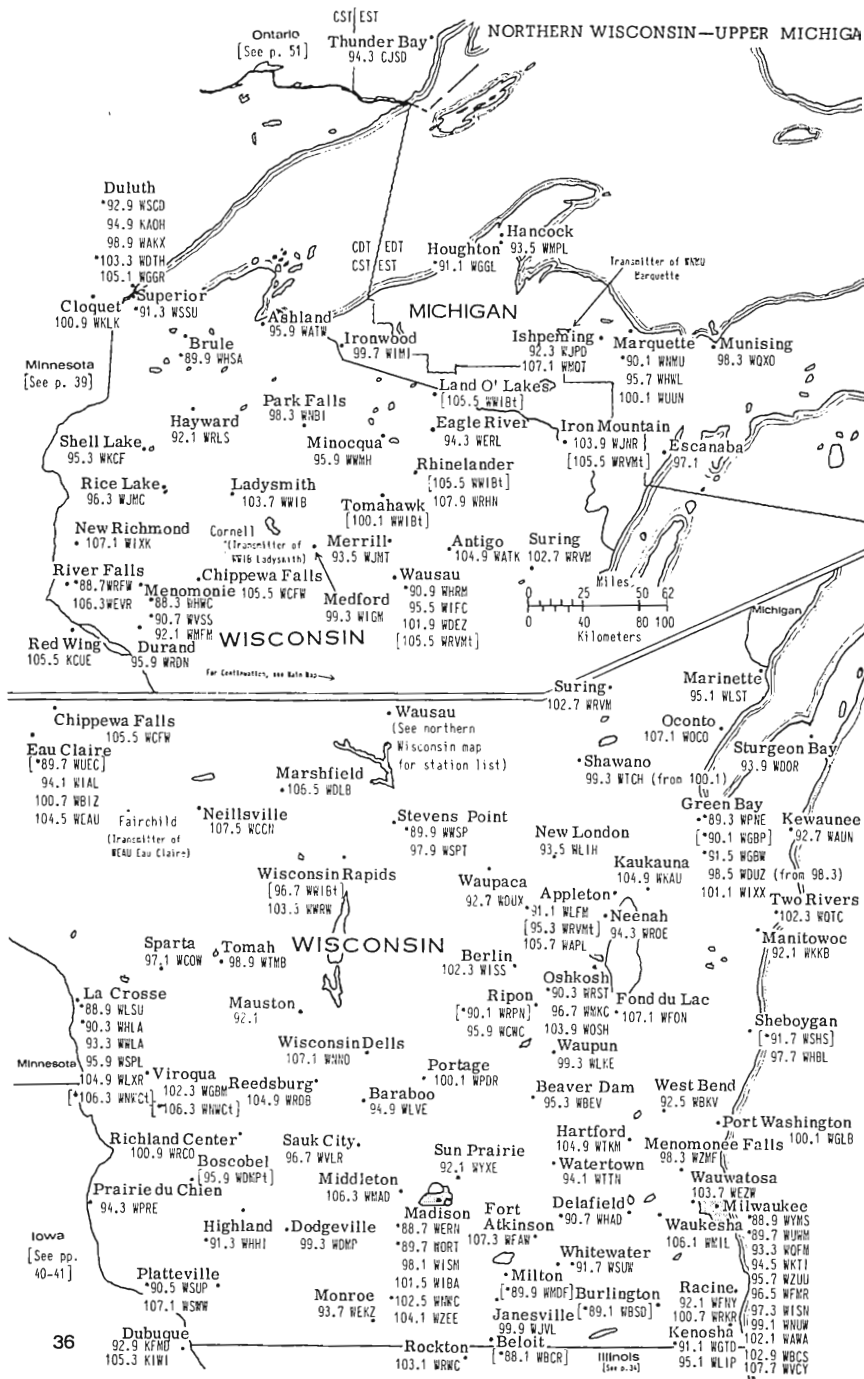 CST EST
NORTHERN WISCONSIN—UPPER MICHIGA
Ontario
[See p. 51]
Thunder Bay
94.3 CJSD
Duluth
*92.9 WSCD
94.9 KAOH
98.9 WAKX
*103.3 WDTH
105.1 WGGR
CDT EDT
CST EST
Hancock
93.5 WMPL
Houghton
*91.1 WGGL
Transmitter of WNMU
Marquette
Superior
*91.3 WSSU
Cloquet
100.9 WKLK
Ashland
95.9 WATW
MICHIGAN
Brule
*89.9 WHSA
Ironwood
99.7 WIMI
Ishpeming
92.3 WJPD
107.1 WMQT
Marquette
*90.1 WNMU
95.7 WHWL
100.1 WUUN
Munising
98.3 WQXO
Minnesota
[See p. 39]
Land O' Lakes
[105.5 WWIBt]
Park Falls
98.3 WNBI
Hayward
92.1 WRLS
Eagle River
94.3 WERL
Iron Mountain
103.9 WJNR
[105.5 WRVMt]
Escanaba
97.1
Shell Lake
95.3 WKCF
Minocqua
95.9 WWMH
Rhinelander
[105.5 WWIBt]
107.9 WRHN
Rice Lake
96.3 WJMC
Ladysmith
103.7 WWIB
Tomahawk
[100.1 WWIBt]
New Richmond
107.1 WIXK
Cornell
(Transmitter of
WWIB Ladysmith)
Merrill
93.5 WJMT
Antigo
104.9 WATK
Suring
102.7 WRVM
River Falls
*88.7 WRFW
106.3 WEVR
Menomonie
*88.3 WHWC
*90.7 WVSS
92.1 WMFM
Chippewa Falls
105.5 WCFW
Medford
99.3 WIGM
Wausau
*90.9 WHRM
95.5 WIFC
101.9 WDEZ
[105.5 WRVMt]
Miles
0 25 50 62
0 40 80 100
Kilometers
Michigan
Red Wing
105.5 KCUE
Durand
95.9 WRDN
WISCONSIN
For Continuation, see Main Map
Suring
102.7 WRVM
Marinette
95.1 WLST
Chippewa Falls
105.5 WCFW
Wausau
(See northern
Wisconsin map
for station list)
Oconto
107.1 WOCO
Eau Claire
[*89.7 WUEC]
94.1 WIAL
100.7 WBIZ
104.5 WEAU
Marshfield
106.5 WDLB
Shawano
99.3 WTCH (from 100.1)
Sturgeon Bay
93.9 WDOR
Fairchild
(Transmitter of
WEAU Eau Claire)
Neillsville
107.5 WCCN
Stevens Point
*89.9 WWSP
97.9 WSPT
New London
93.5 WLIH
Green Bay
*89.3 WPNE
[*90.1 WGBP]
*91.5 WGBW
98.5 WDUZ (from 98.3)
101.1 WIXX
Kewaunee
92.7 WAUN
Wisconsin Rapids
[96.7 WRIBt]
103.3 WWRW
Kaukauna
104.9 WKAU
Waupaca
92.7 WDUX
Appleton
*91.1 WLFM
[95.3 WRVMt]
105.7 WAPL
Neenah
94.3 WROE
Two Rivers
102.3 WQTC
Sparta
97.1 WCOW
Tomah
98.9 WTMB
WISCONSIN
Berlin
102.3 WISS
Manitowoc
92.1 WKKB
La Crosse
*88.9 WLSU
*90.3 WHLA
93.3 WWLA
95.9 WSPL
104.9 WLXR
[*106.3 WNWCt]
Mauston
92.1
Ripon
[*90.1 WRPN]
95.9 WCWC
Oshkosh
*90.3 WRST
96.7 WMKC
103.9 WOSH
Fond du Lac
107.1 WFON
Sheboygan
[*91.7 WSHS]
97.7 WHBL
Wisconsin Dells
107.1 WNNO
Waupun
99.3 WLKE
Minnesota
Viroqua
102.3 WGBM
[*106.3 WNWCt]
Reedsburg
104.9 WRDB
Baraboo
94.9 WLVE
Portage
100.1 WPDR
Beaver Dam
95.3 WBEV
West Bend
92.5 WBKV
Port Washington
100.1 WGLB
Richland Center
100.9 WRCO
Sauk City
96.7 WVLR
Hartford
104.9 WTKM
Menomonee Falls
98.3 WZMF
Boscobel
[95.9 WDMPt]
Sun Prairie
92.1 WYXE
Watertown
94.1 WTTN
Wauwatosa
103.7 WEZW
Prairie du Chien
94.3 WPRE
Middleton
106.3 WMAD
Milwaukee
*88.9 WYMS
*89.7 WUWM
93.3 WQFM
94.5 WKTI
95.7 WZUU
96.5 WFMR
97.3 WISN
99.1 WNUW
102.1 WAWA
102.9 WBCS
107.7 WVCY
Highland
*91.3 WHHI
Dodgeville
99.3 WDMP
Madison
*88.7 WERN
*89.7 WORT
98.1 WISM
101.5 WIBA
*102.5 WNWC
104.1 WZEE
Fort
Atkinson
107.3 WFAW
Delafield
*90.7 WHAD
Waukesha
106.1 WMIL
Iowa
[See pp.
40-41]
Whitewater
*91.7 WSUW
Platteville
*90.5 WSUP
107.1 WSWW
Monroe
93.7 WEKZ
Milton
[*89.9 WMDF]
Burlington
[*89.1 WBSD]
Racine
92.1 WFNY
100.7 WRKR
Janesville
99.9 WJVL
36
Dubuque
92.9 KFMD
105.3 KIWI
Rockton
103.1 WRWC
Beloit
[*88.1 WBCR]
Illinois
[See p.34]
Kenosha
*91.1 WGTD
95.1 WLIP